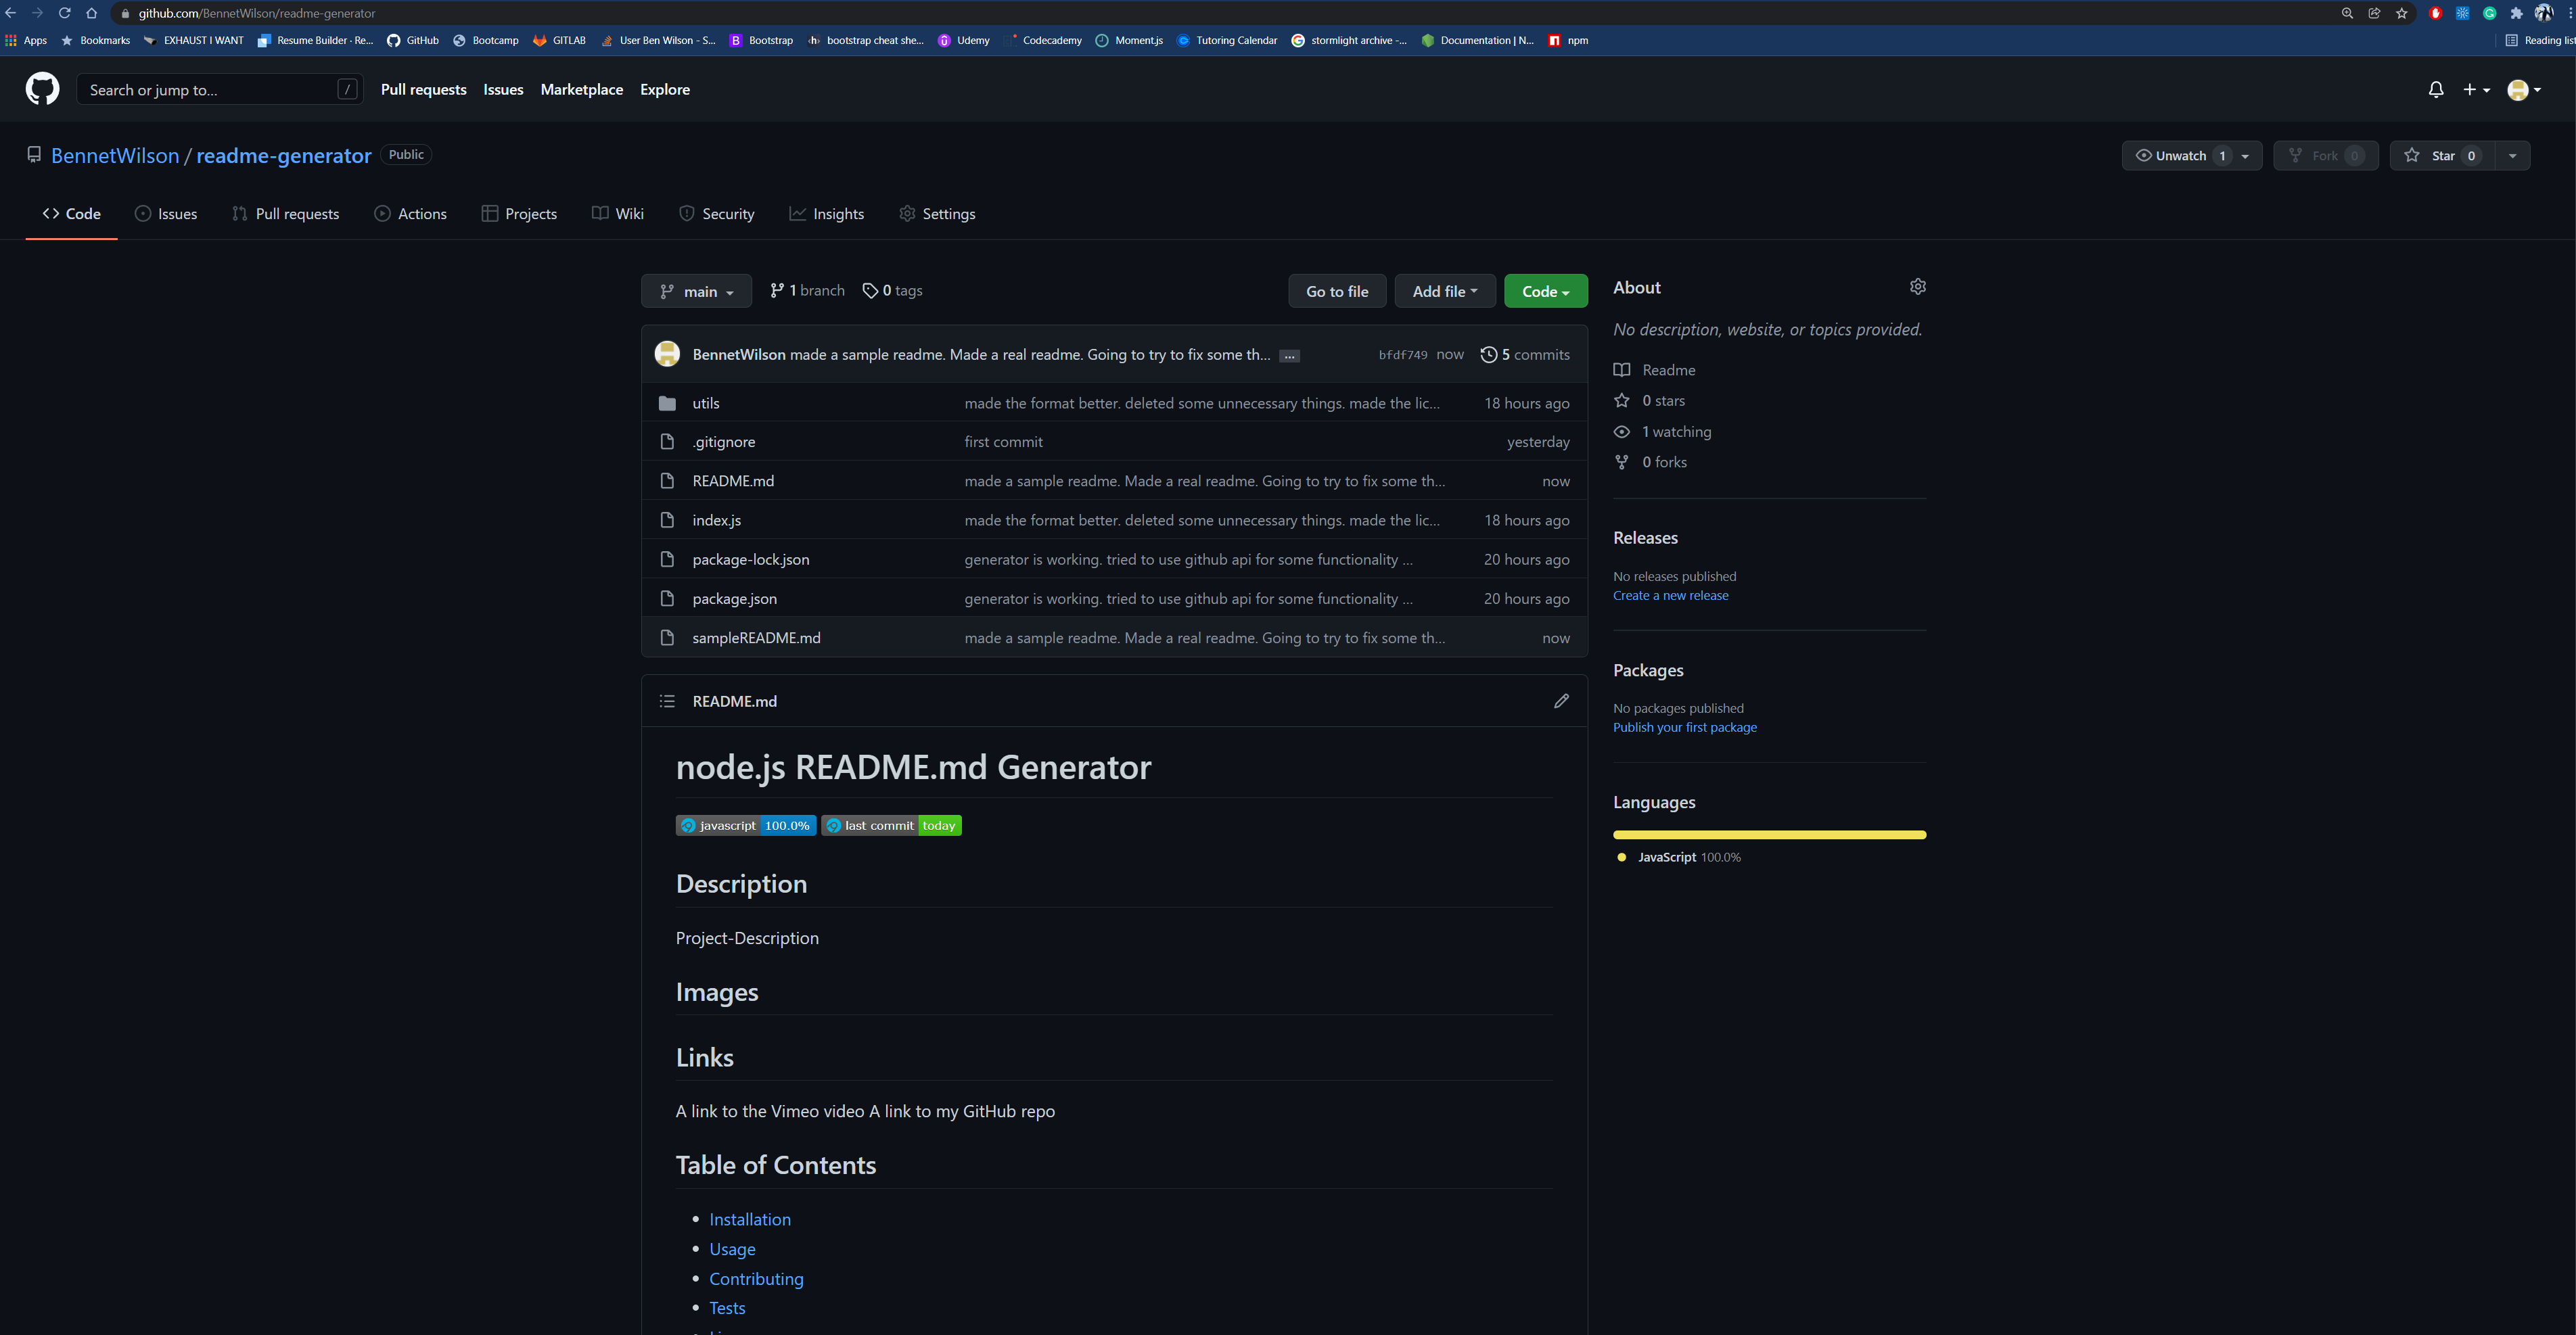 github.com/BennetWilson/readme-generator
Apps Bookmarks EXHAUST I WANT Resume Builder · Re... GitHub Bootcamp GITLAB User Ben Wilson - S... B Bootstrap bootstrap cheat she... Udemy Codecademy Moment.js Tutoring Calendar stormlight archive -... Documentation | N... npm Reading list
Search or jump to... / Pull requests Issues Marketplace Explore
BennetWilson / readme-generator Public Unwatch 1 Fork 0 Star 0
Code Issues Pull requests Actions Projects Wiki Security Insights Settings
main 1 branch 0 tags Go to file Add file Code
BennetWilson made a sample readme. Made a real readme. Going to try to fix some th... ... bfdf749 now 5 commits
utils made the format better. deleted some unnecessary things. made the lic... 18 hours ago
.gitignore first commit yesterday
README.md made a sample readme. Made a real readme. Going to try to fix some th... now
index.js made the format better. deleted some unnecessary things. made the lic... 18 hours ago
package-lock.json generator is working. tried to use github api for some functionality ... 20 hours ago
package.json generator is working. tried to use github api for some functionality ... 20 hours ago
sampleREADME.md made a sample readme. Made a real readme. Going to try to fix some th... now
README.md
node.js README.md Generator
javascript 100.0% last commit today
Description
Project-Description
Images
Links
A link to the Vimeo video A link to my GitHub repo
Table of Contents
Installation
Usage
Contributing
Tests
About
No description, website, or topics provided.
Readme
0 stars
1 watching
0 forks
Releases
No releases published
Create a new release
Packages
No packages published
Publish your first package
Languages
JavaScript 100.0%